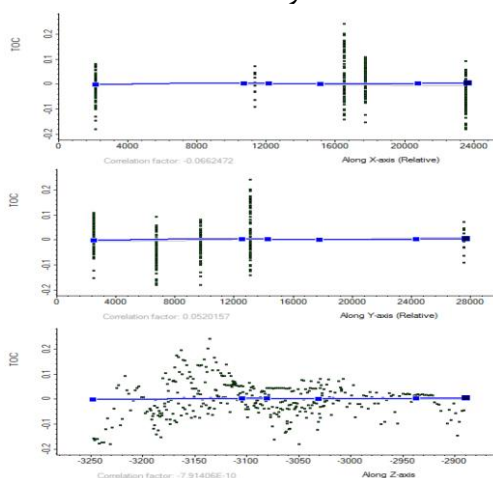 TOC
0.2
0.1
0
-0.1
-0.2
0 4000 8000 12000 16000 20000 24000
Correlation factor: -0.0662472 Along X-axis (Relative)
TOC
0.2
0.1
0
-0.1
-0.2
0 4000 8000 12000 16000 20000 24000 28000
Correlation factor: 0.0520157 Along Y-axis (Relative)
TOC
0.2
0.1
0
-0.1
-0.2
-3250 -3200 -3150 -3100 -3050 -3000 -2950 -2900
Correlation factor: -7.91406E-10 Along Z-axis